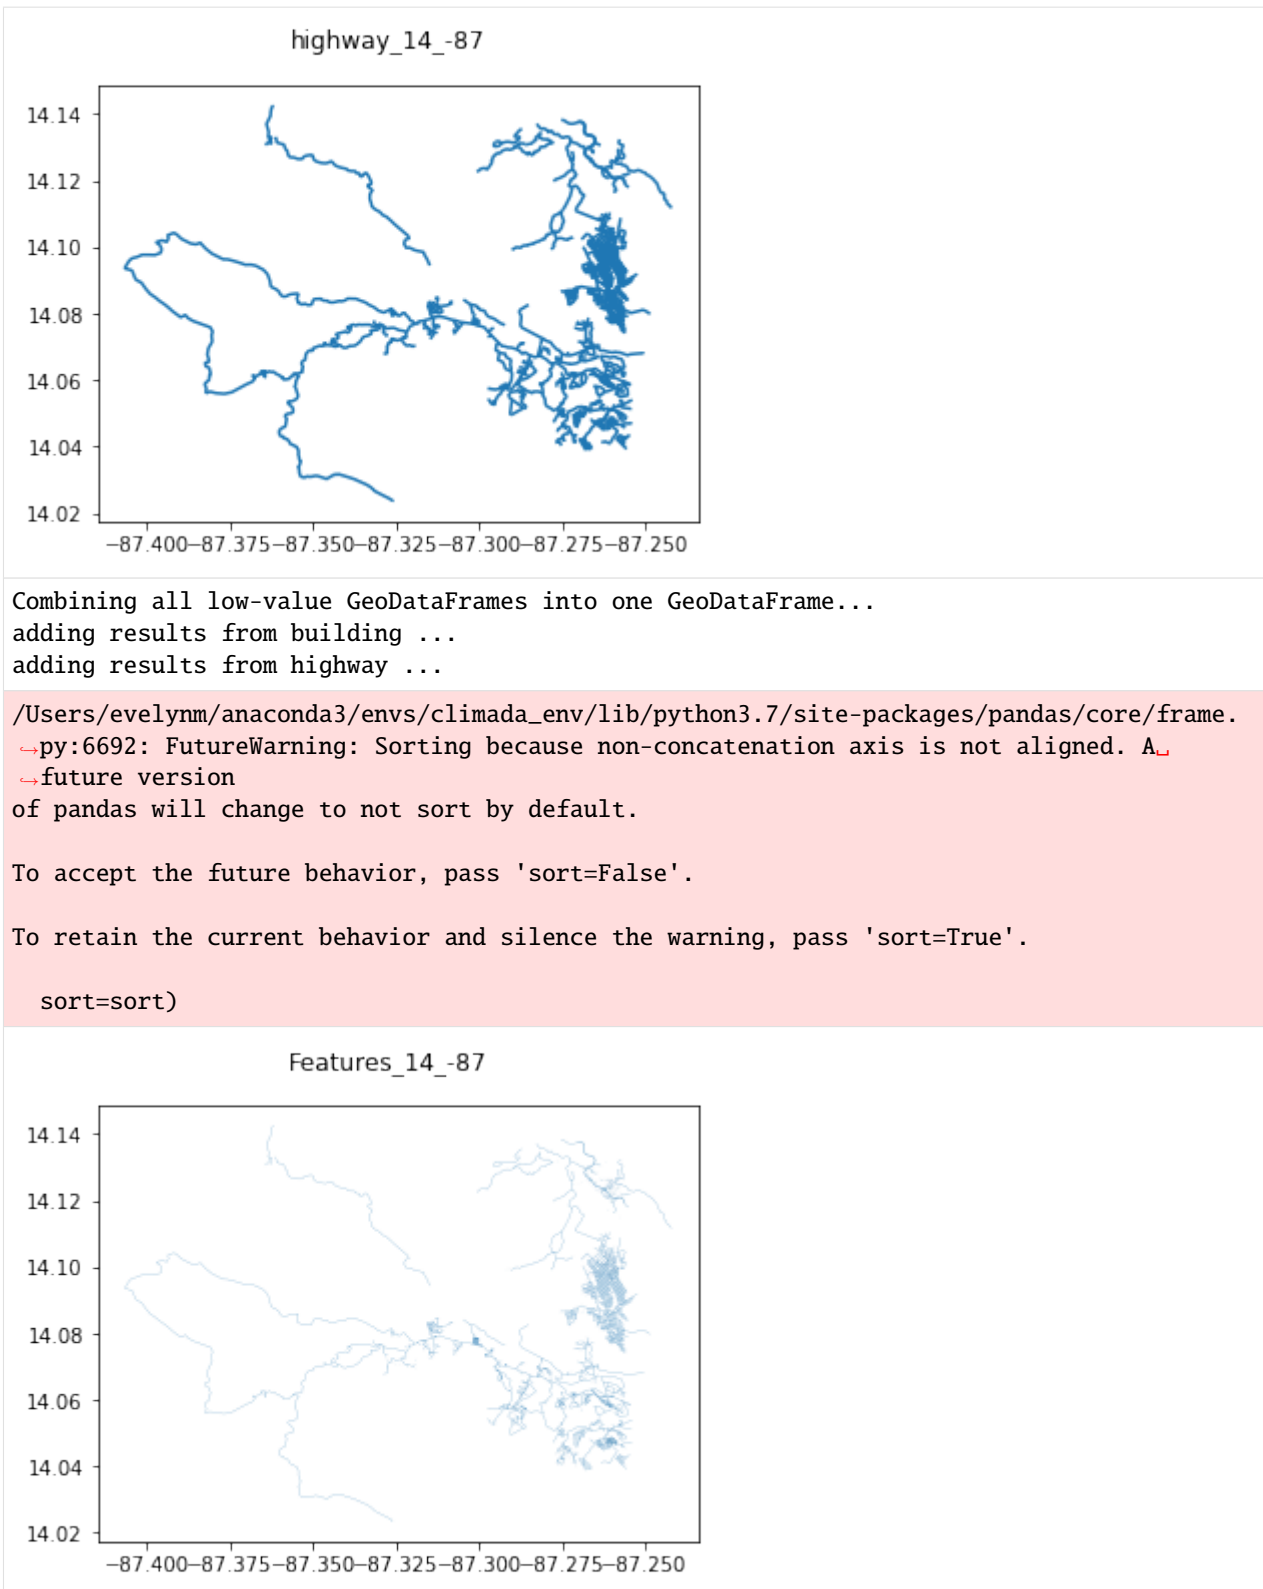 highway_14_-87
14.14
14.12
14.10
14.08
14.06
14.04
14.02
−87.400−87.375−87.350−87.325−87.300−87.275−87.250
Combining all low-value GeoDataFrames into one GeoDataFrame...
adding results from building ...
adding results from highway ...
/Users/evelynm/anaconda3/envs/climada_env/lib/python3.7/site-packages/pandas/core/frame.
↪py:6692: FutureWarning: Sorting because non-concatenation axis is not aligned. A␣
↪future version
of pandas will change to not sort by default.
To accept the future behavior, pass 'sort=False'.
To retain the current behavior and silence the warning, pass 'sort=True'.
sort=sort)
Features_14_-87
14.14
14.12
14.10
14.08
14.06
14.04
14.02
−87.400−87.375−87.350−87.325−87.300−87.275−87.250